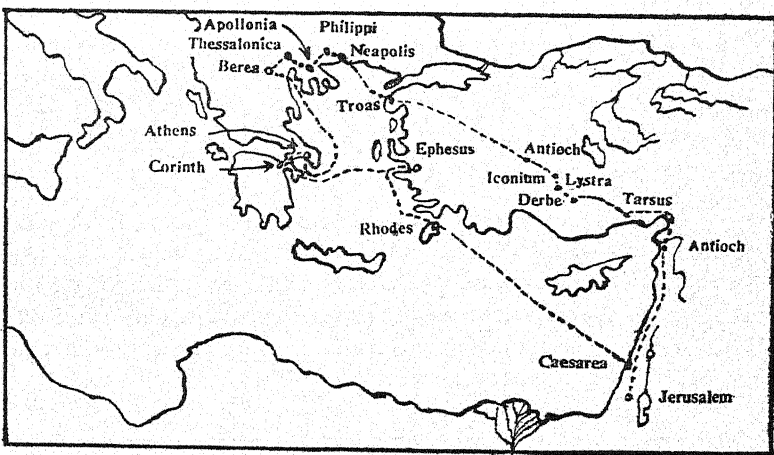 Apollonia
Philippi
Thessalonica
Neapolis
Berea
Troas
Athens
Corinth
Ephesus
Antioch
Iconium
Lystra
Derbe
Tarsus
Rhodes
Antioch
Caesarea
Jerusalem